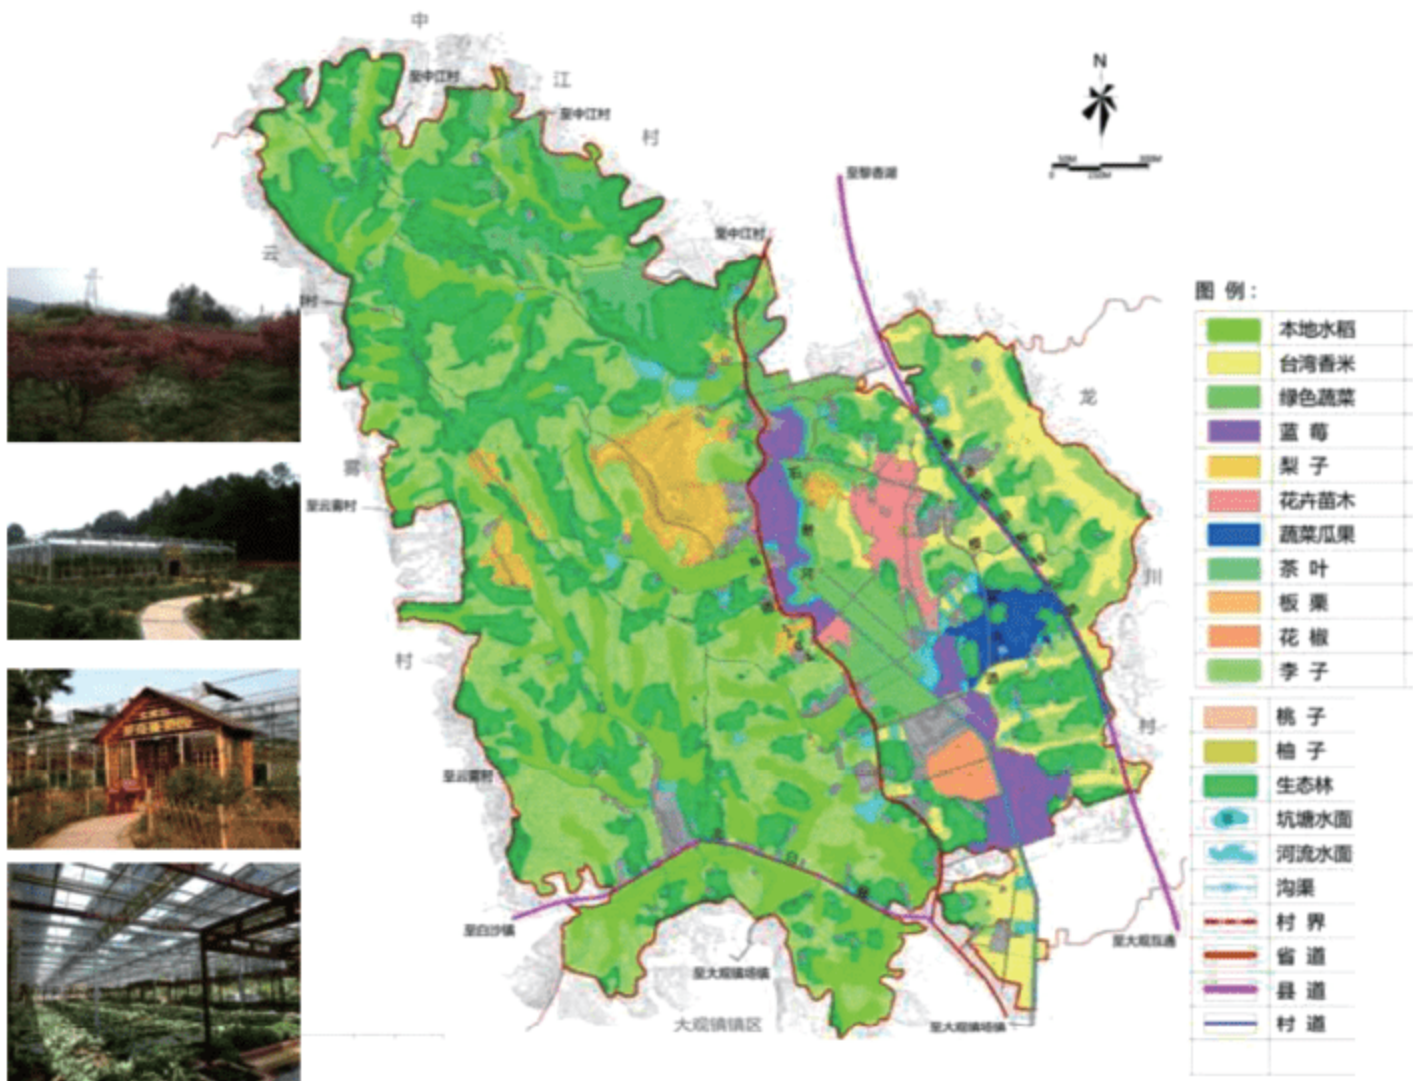 中
江
村
至中江村
至中江村
至中江村
至黎香湖
N
云
雾
村
龙
川
村
至云雾村
至云雾村
至白沙镇
至大观镇场镇
大观镇镇区
至大观镇场镇
至大观互通
图 例：
本地水稻
台湾香米
绿色蔬菜
蓝 莓
梨 子
花卉苗木
蔬菜瓜果
茶 叶
板 栗
花 椒
李 子
桃 子
柚 子
生态林
坑塘水面
河流水面
沟渠
村 界
省 道
县 道
村 道